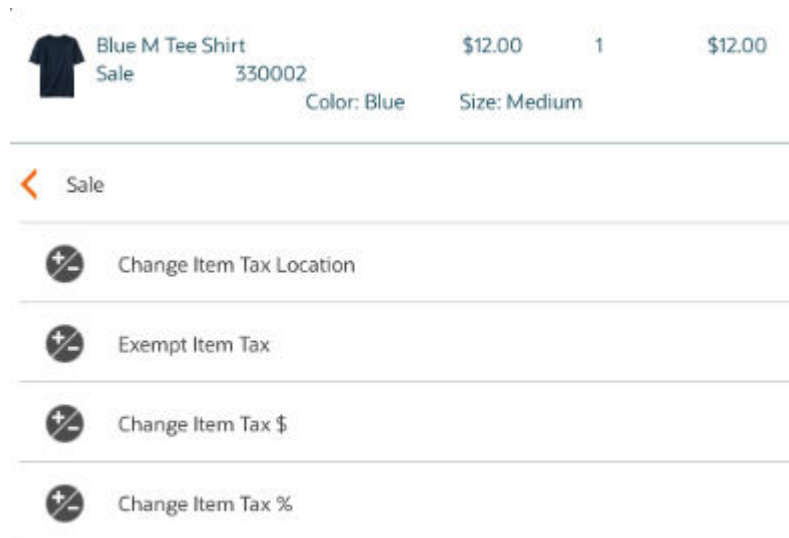 Blue M Tee Shirt $12.00 1 $12.00
Sale 330002
Color: Blue Size: Medium
Sale
Change Item Tax Location
Exempt Item Tax
Change Item Tax $
Change Item Tax %